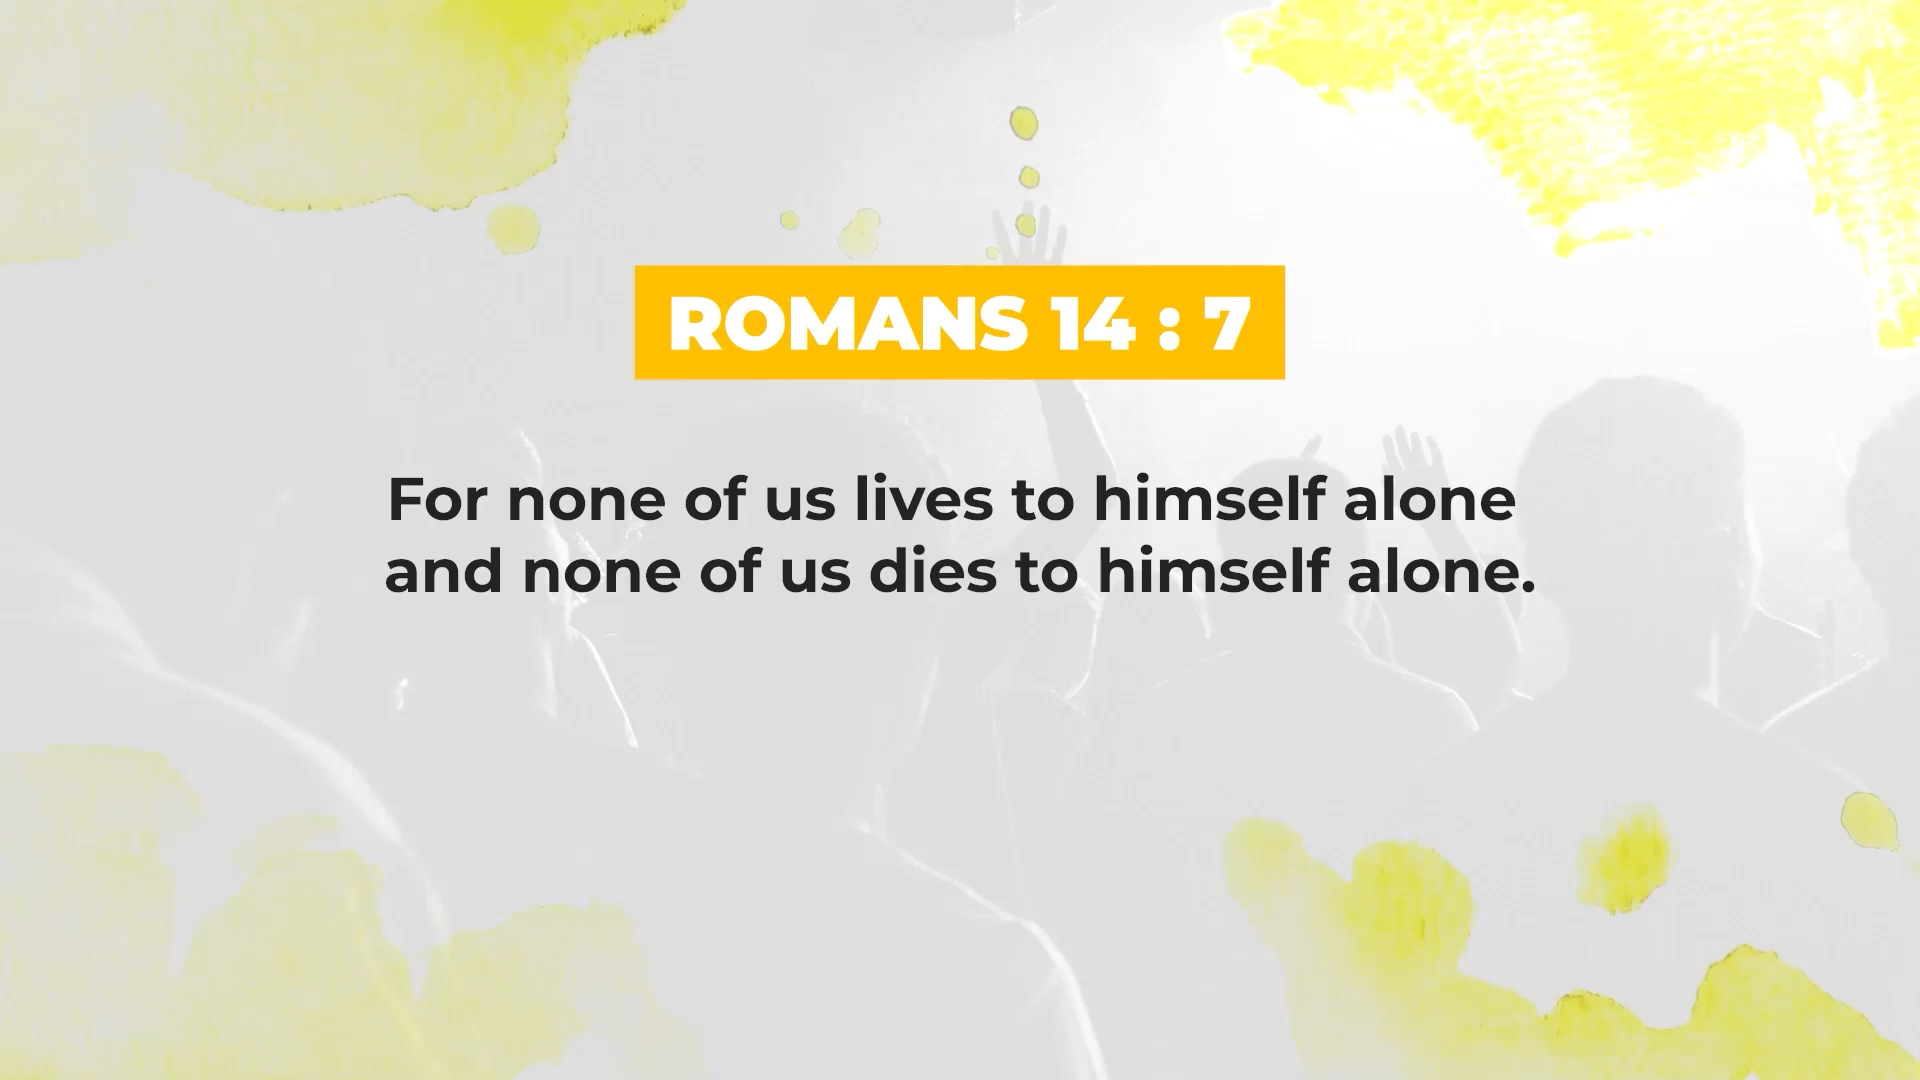 ROMANS 14 : 7
For none of us lives to himself alone
and none of us dies to himself alone.